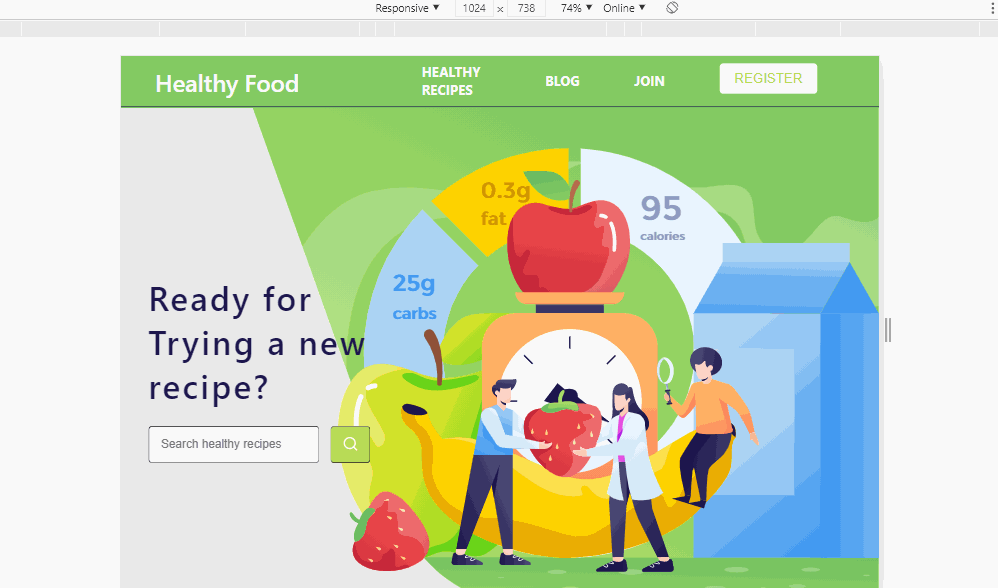 Responsive ▼ 1024 × 738 74% ▼ Online ▼
Healthy Food
HEALTHY
RECIPES
BLOG
JOIN
REGISTER
0.3g
fat
95
calories
25g
carbs
Ready for
Trying a new
recipe?
Search healthy recipes